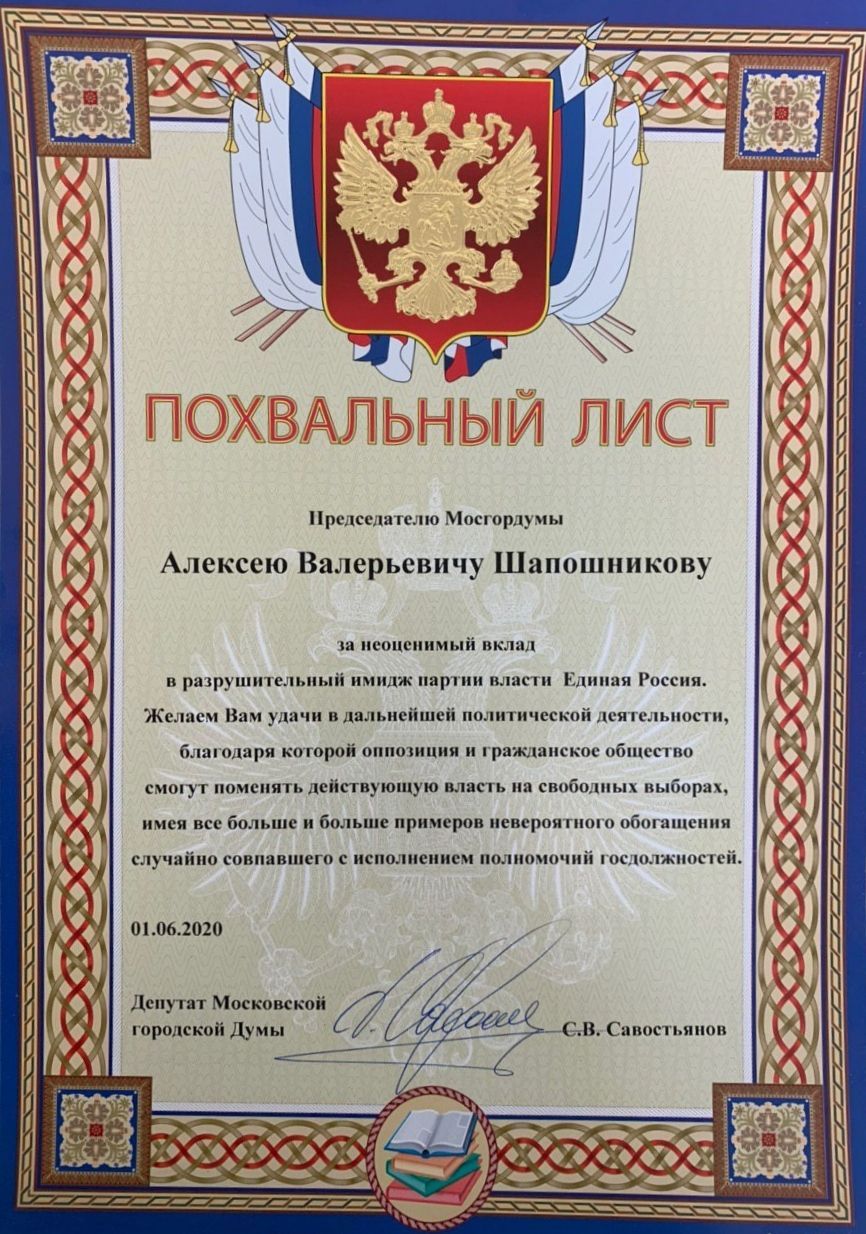 ПОХВАЛЬНЫЙ ЛИСТ
Председателю Мосгордумы
Алексею Валерьевичу Шапошникову
за неоценимый вклад
в разрушительный имидж партии власти Единая Россия.
Желаем Вам удачи в дальнейшей политической деятельности,
благодаря которой оппозиция и гражданское общество
смогут поменять действующую власть на свободных выборах,
имея все больше и больше примеров невероятного обогащения
случайно совпавшего с исполнением полномочий госдолжностей.
01.06.2020
Депутат Московской
городской Думы
С.В. Савостьянов